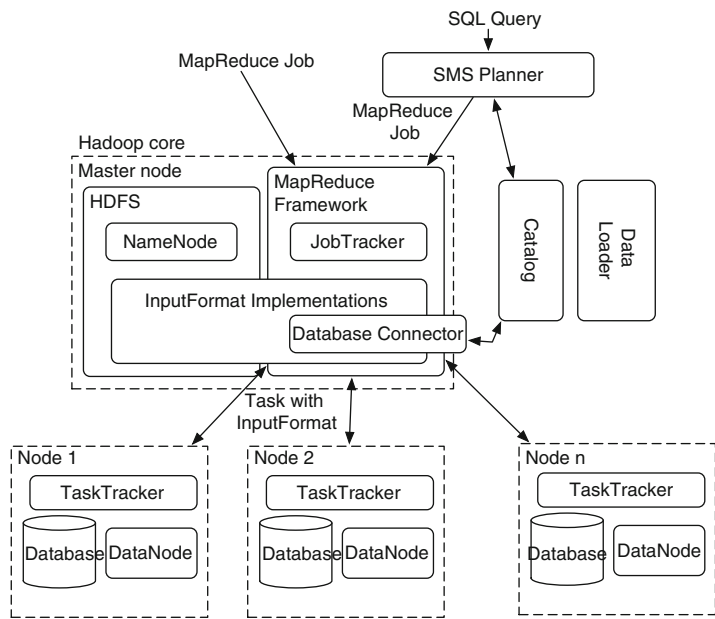 SQL Query
SMS Planner
MapReduce Job
MapReduce
Job
Hadoop core
Master node
HDFS
NameNode
MapReduce
Framework
JobTracker
InputFormat Implementations
Database Connector
Catalog
Data
Loader
Task with
InputFormat
Node 1
TaskTracker
Database
DataNode
Node 2
TaskTracker
Database
DataNode
Node n
TaskTracker
Database
DataNode